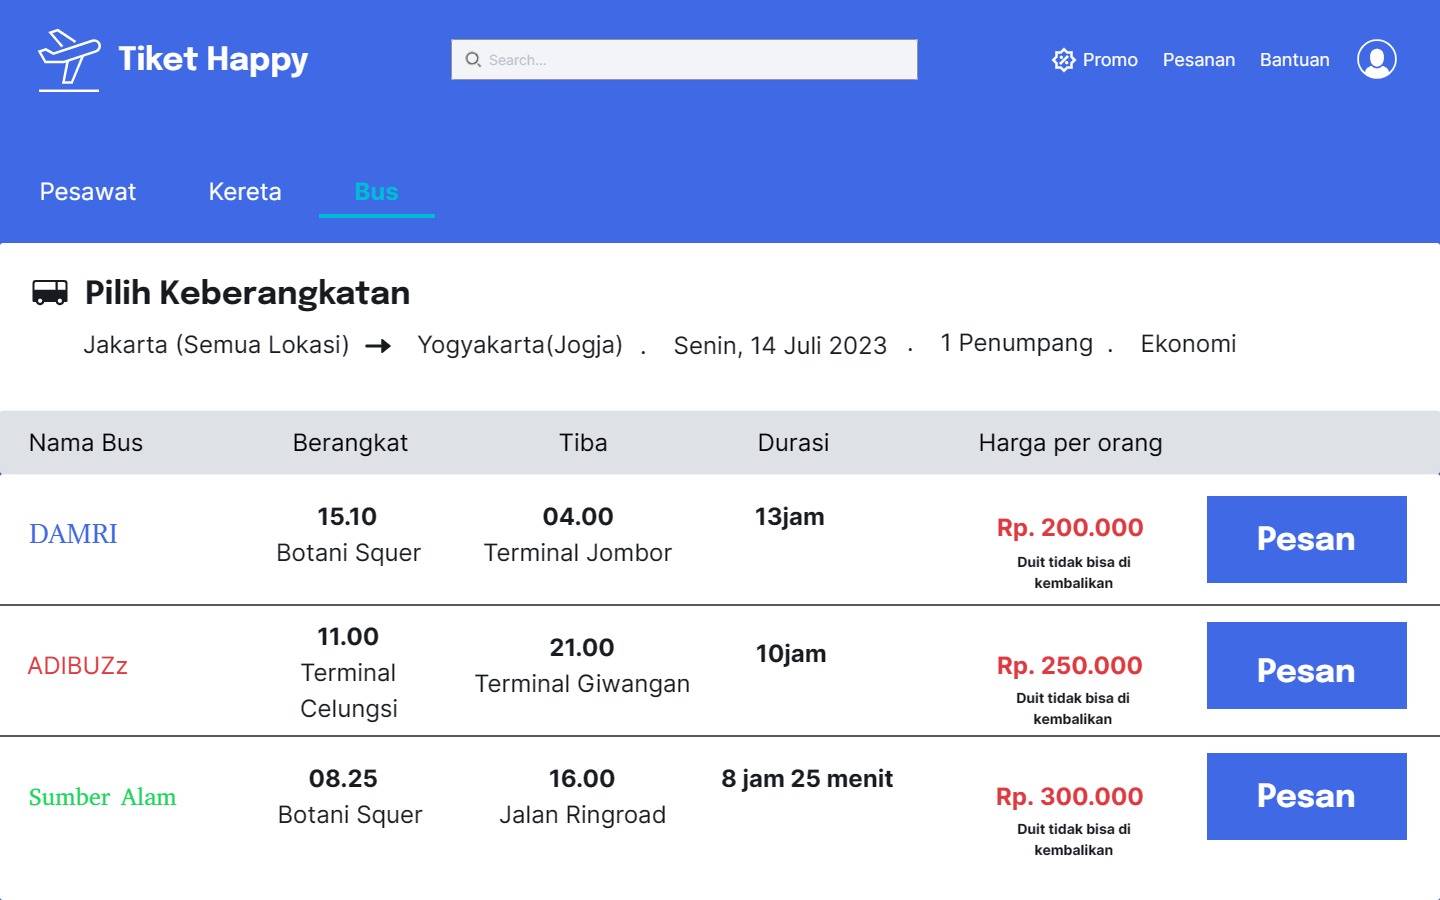 Tiket Happy
Search...
Promo Pesanan Bantuan
Pesawat Kereta Bus
Pilih Keberangkatan
Jakarta (Semua Lokasi) → Yogyakarta(Jogja) . Senin, 14 Juli 2023 . 1 Penumpang . Ekonomi
Nama Bus Berangkat Tiba Durasi Harga per orang
DAMRI
15.10
Botani Squer
04.00
Terminal Jombor
13jam
Rp. 200.000
Duit tidak bisa di
kembalikan
Pesan
ADIBUZz
11.00
Terminal
Celungsi
21.00
Terminal Giwangan
10jam
Rp. 250.000
Duit tidak bisa di
kembalikan
Pesan
Sumber Alam
08.25
Botani Squer
16.00
Jalan Ringroad
8 jam 25 menit
Rp. 300.000
Duit tidak bisa di
kembalikan
Pesan